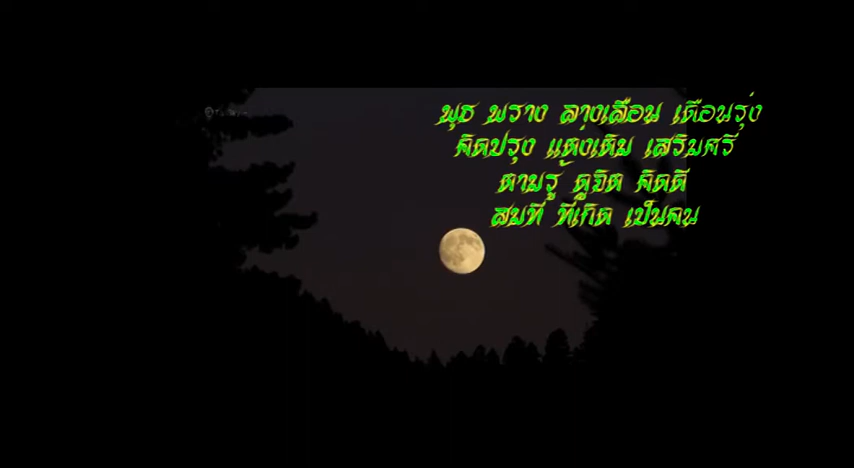 พุธ พราง ลางเลือน เดือนรุ่ง
คิดปรุง แต่งเติม เสริมศรี
ตามรู้ ดูจิต คิดดี
สมที่ ที่เกิด เป็นคน